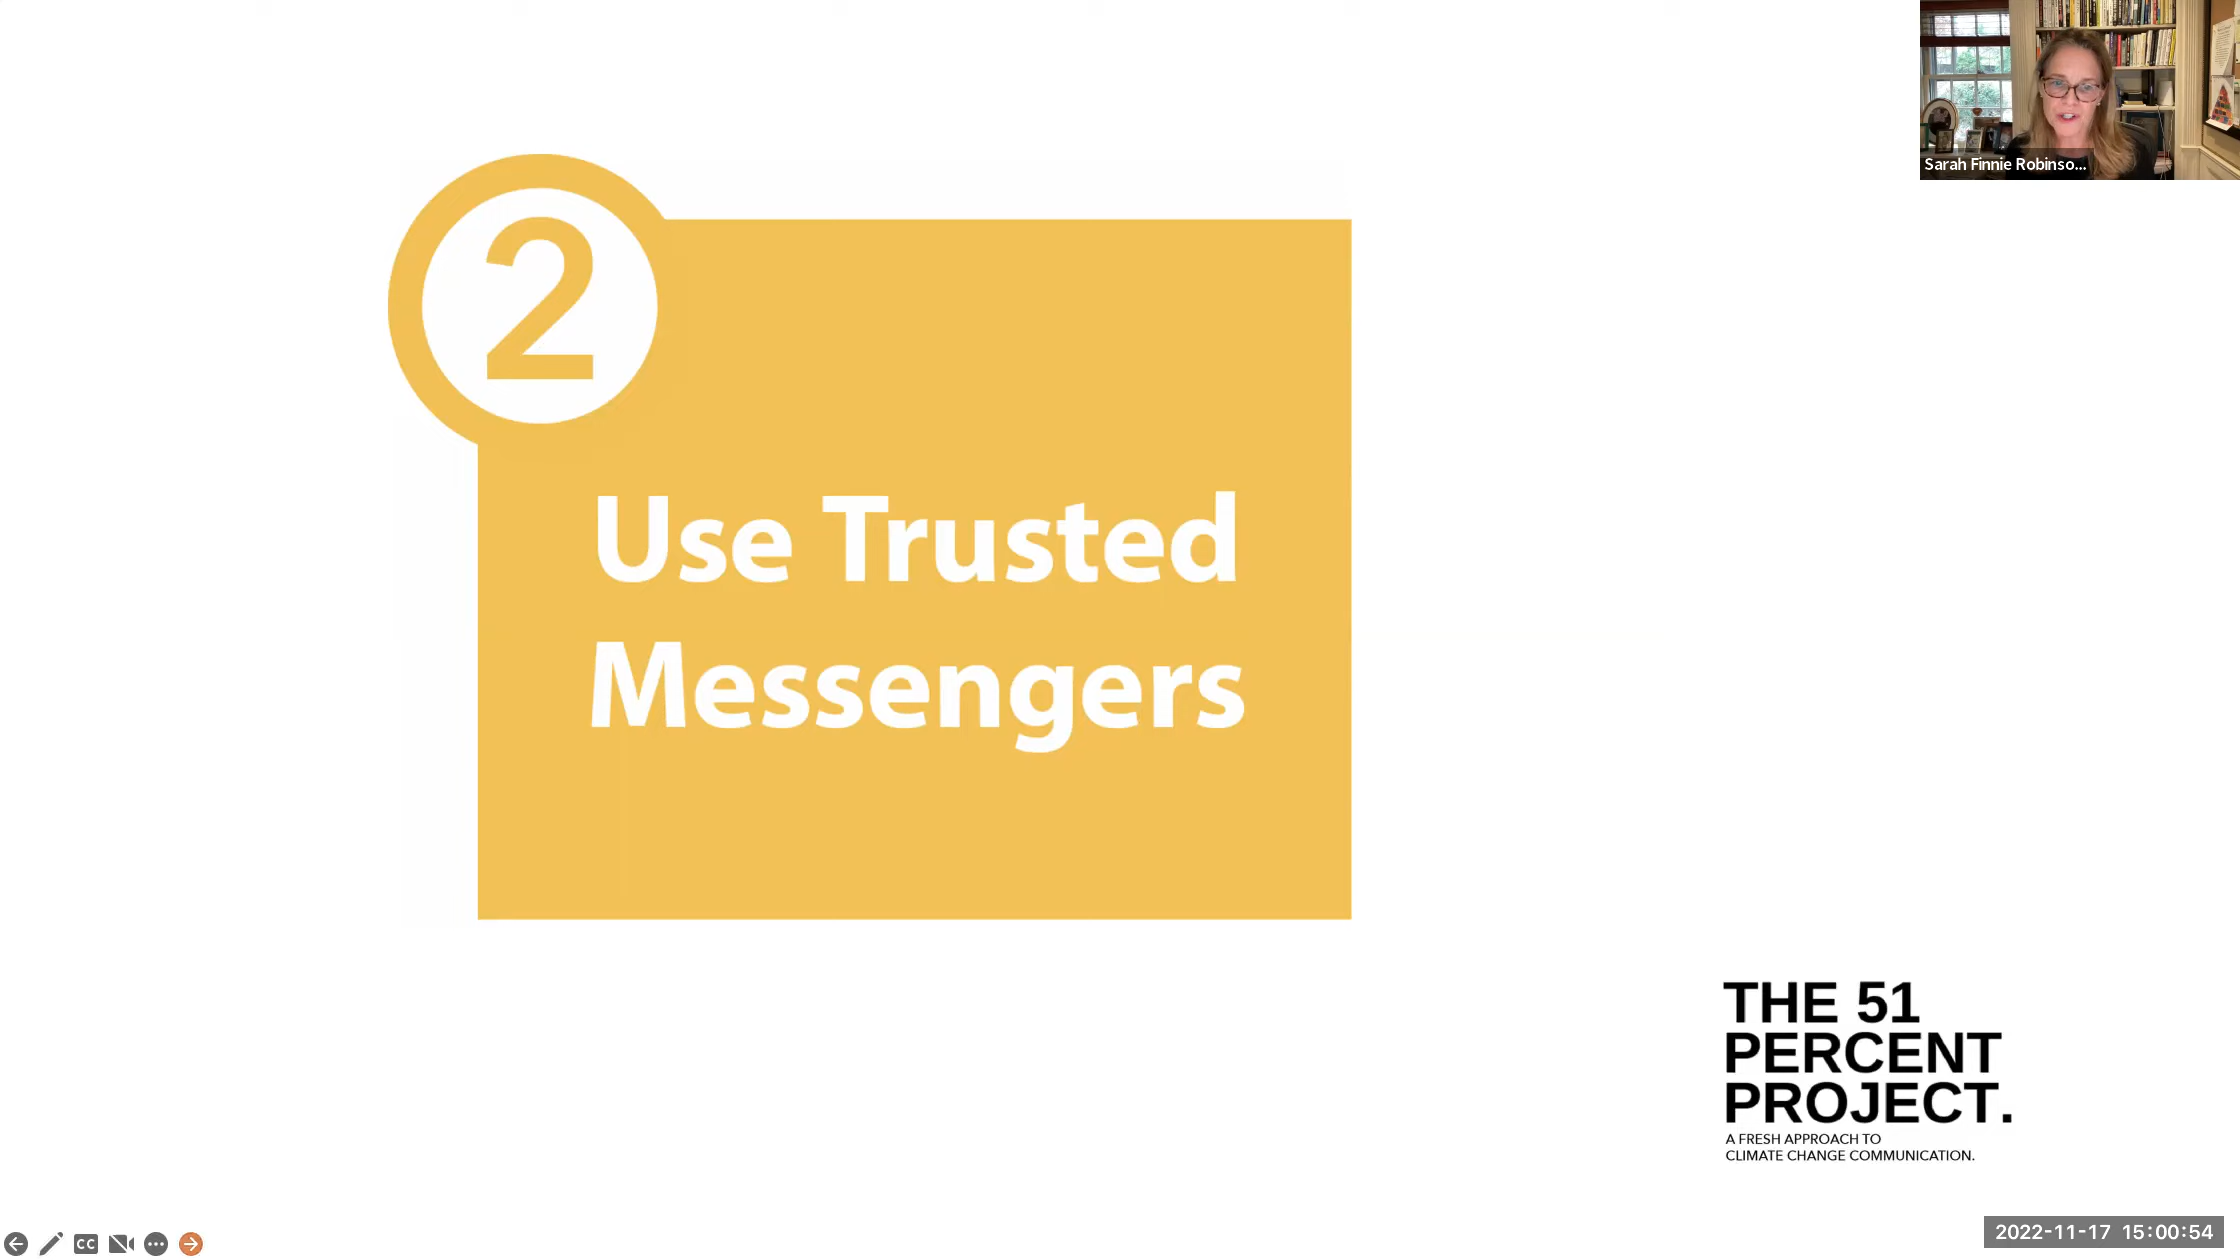 Sarah Finnie Robinso...
2
Use Trusted
Messengers
THE 51
PERCENT
PROJECT.
A FRESH APPROACH TO
CLIMATE CHANGE COMMUNICATION.
CC
2022-11-17 15:00:54